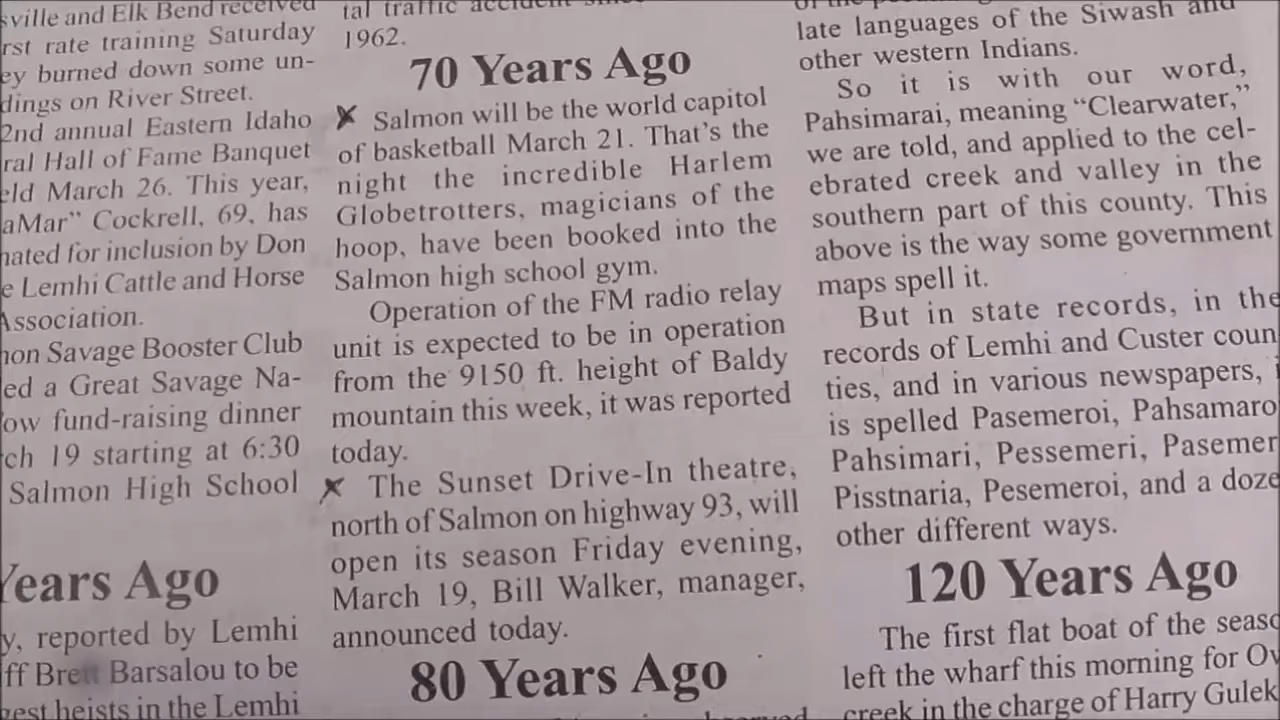 sville and Elk Bend received
rst rate training Saturday
ey burned down some un-
dings on River Street.
2nd annual Eastern Idaho
ral Hall of Fame Banquet
eld March 26. This year,
aMar” Cockrell, 69, has
nated for inclusion by Don
e Lemhi Cattle and Horse
Association.
non Savage Booster Club
ed a Great Savage Na-
ow fund-raising dinner
ch 19 starting at 6:30
Salmon High School
Years Ago
y, reported by Lemhi
ff Brett Barsalou to be
gest heists in the Lemhi
tal traffic accident since
1962.
70 Years Ago
Salmon will be the world capitol
of basketball March 21. That’s the
night the incredible Harlem
Globetrotters, magicians of the
hoop, have been booked into the
Salmon high school gym.
Operation of the FM radio relay
unit is expected to be in operation
from the 9150 ft. height of Baldy
mountain this week, it was reported
today.
The Sunset Drive-In theatre,
north of Salmon on highway 93, will
open its season Friday evening,
March 19, Bill Walker, manager,
announced today.
80 Years Ago
late languages of the Siwash and
other western Indians.
So it is with our word,
Pahsimarai, meaning “Clearwater,”
we are told, and applied to the cel-
ebrated creek and valley in the
southern part of this county. This
above is the way some government
maps spell it.
But in state records, in the
records of Lemhi and Custer coun
ties, and in various newspapers, i
is spelled Pasemeroi, Pahsamaro
Pahsimari, Pessemeri, Pasemer
Pisstnaria, Pesemeroi, and a doze
other different ways.
120 Years Ago
The first flat boat of the seaso
left the wharf this morning for Ov
creek in the charge of Harry Gulek